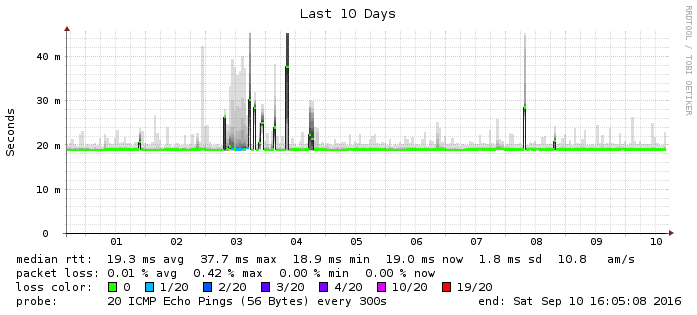 Last 10 Days
RRDTOOL / TOBI OETIKER
Seconds
40 m
30 m
20 m
10 m
0
01 02 03 04 05 06 07 08 09 10
median rtt: 19.3 ms avg 37.7 ms max 18.9 ms min 19.0 ms now 1.8 ms sd 10.8 am/s
packet loss: 0.01 % avg 0.42 % max 0.00 % min 0.00 % now
loss color: 0 1/20 2/20 3/20 4/20 10/20 19/20
probe: 20 ICMP Echo Pings (56 Bytes) every 300s end: Sat Sep 10 16:05:08 2016